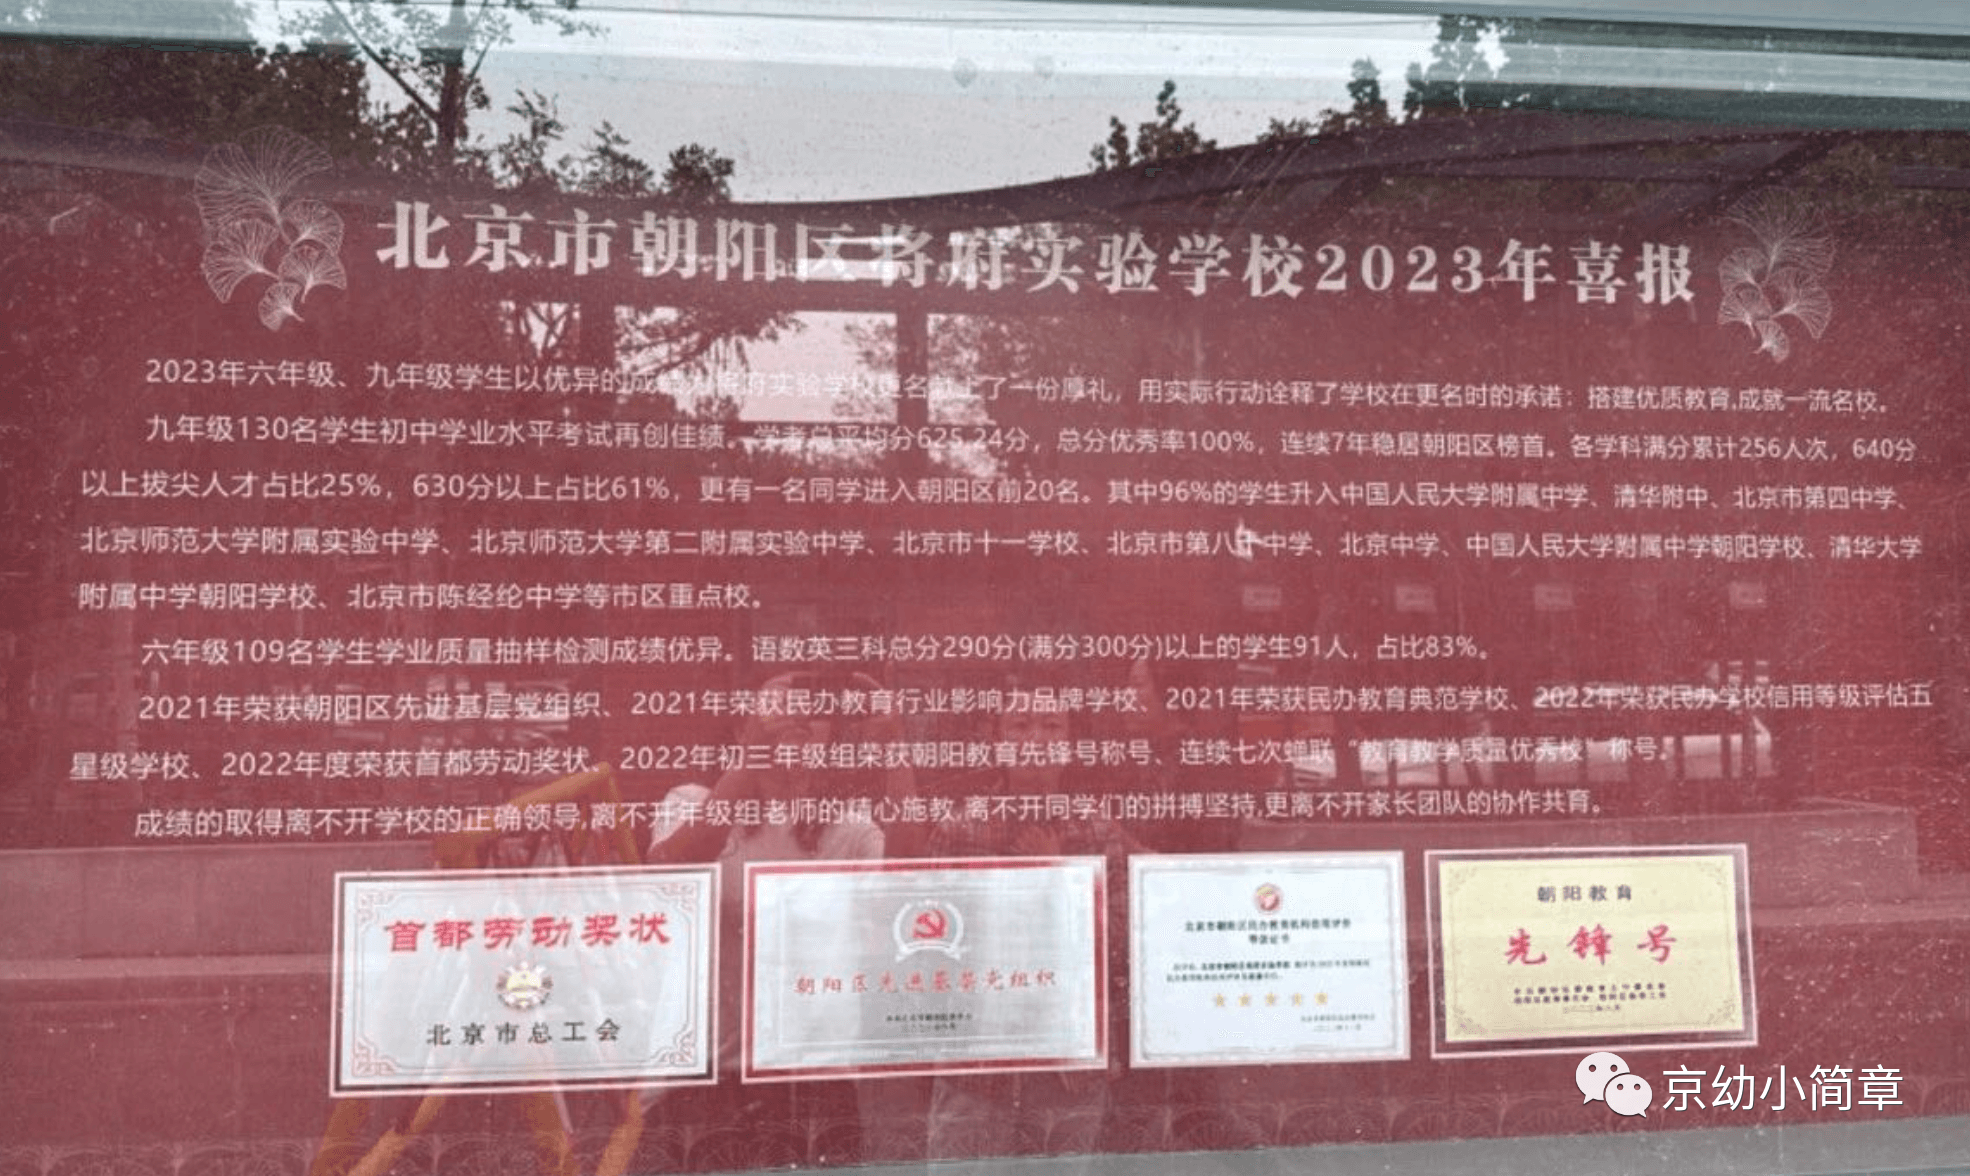 北京市朝阳区将府实验学校2023年喜报
2023年六年级、九年级学生以优异的成绩为将府实验学校更名献上了一份厚礼，用实际行动诠释了学校在更名时的承诺：搭建优质教育,成就一流名校。
九年级130名学生初中学业水平考试再创佳绩。学考总平均分625.24分，总分优秀率100%，连续7年稳居朝阳区榜首。各学科满分累计256人次，640分
以上拔尖人才占比25%，630分以上占比61%，更有一名同学进入朝阳区前20名。其中96%的学生升入中国人民大学附属中学、清华附中、北京市第四中学、
北京师范大学附属实验中学、北京师范大学第二附属实验中学、北京市十一学校、北京市第八十中学、北京中学、中国人民大学附属中学朝阳学校、清华大学
附属中学朝阳学校、北京市陈经纶中学等市区重点校。
六年级109名学生学业质量抽样检测成绩优异。语数英三科总分290分(满分300分)以上的学生91人，占比83%。
2021年荣获朝阳区先进基层党组织、2021年荣获民办教育行业影响力品牌学校、2021年荣获民办教育典范学校、2022年荣获民办学校信用等级评估五
星级学校、2022年度荣获首都劳动奖状、2022年初三年级组荣获朝阳教育先锋号称号、连续七次蝉联“教育教学质量优秀校”称号。
成绩的取得离不开学校的正确领导,离不开年级组老师的精心施教,离不开同学们的拼搏坚持,更离不开家长团队的协作共育。
首都劳动奖状
北京市总工会
朝阳区先进基层党组织
北京市朝阳区民办教育机构信用评价
等级证书
朝阳教育
先锋号
京幼小简章